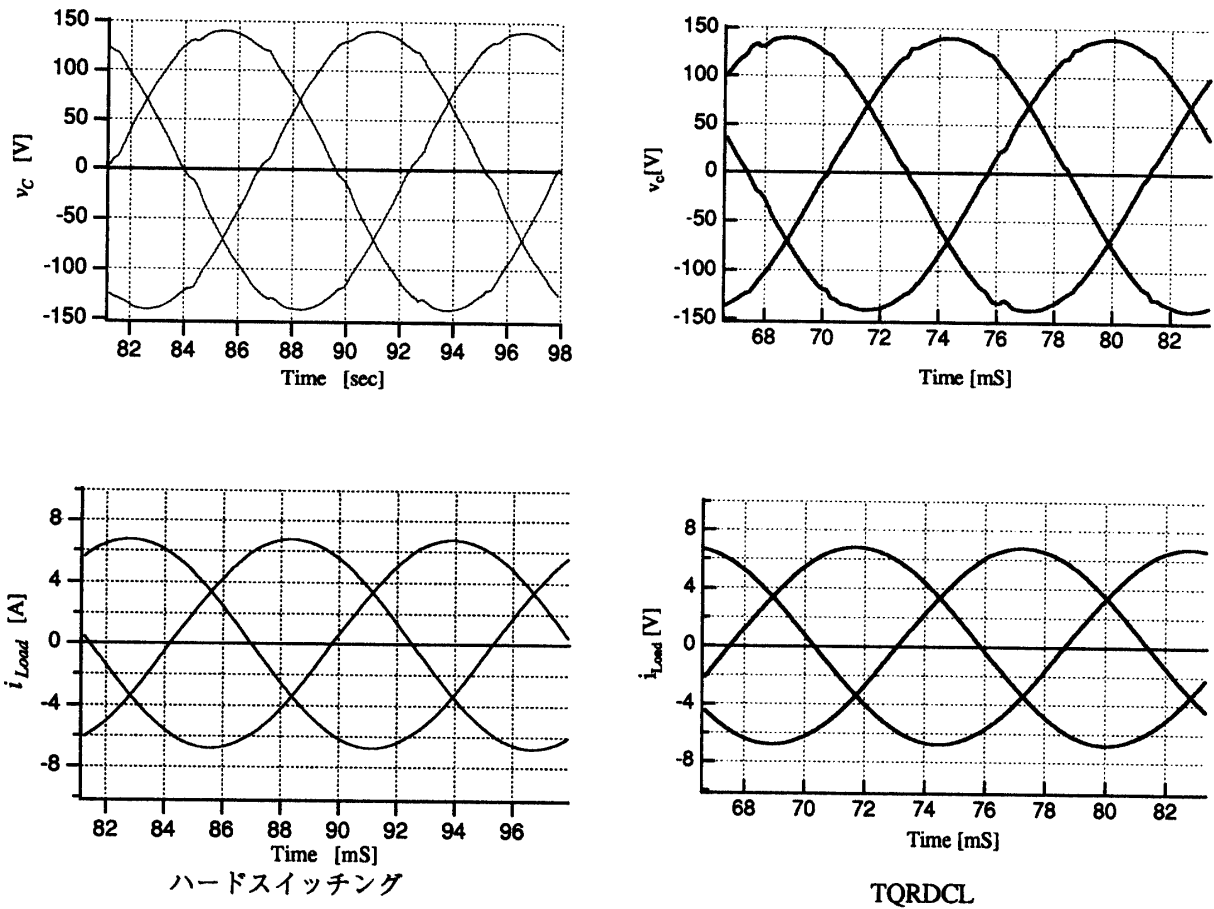 150
100
50
0
-50
-100
-150
v_C [V]
82 84 86 88 90 92 94 96 98
Time [sec]
150
100
50
0
-50
-100
-150
v_c[V]
68 70 72 74 76 78 80 82
Time [mS]
8
4
0
-4
-8
i_Load [A]
82 84 86 88 90 92 94 96
Time [mS]
ハードスイッチング
8
4
0
-4
-8
i_Load [V]
68 70 72 74 76 78 80 82
Time [mS]
TQRDCL